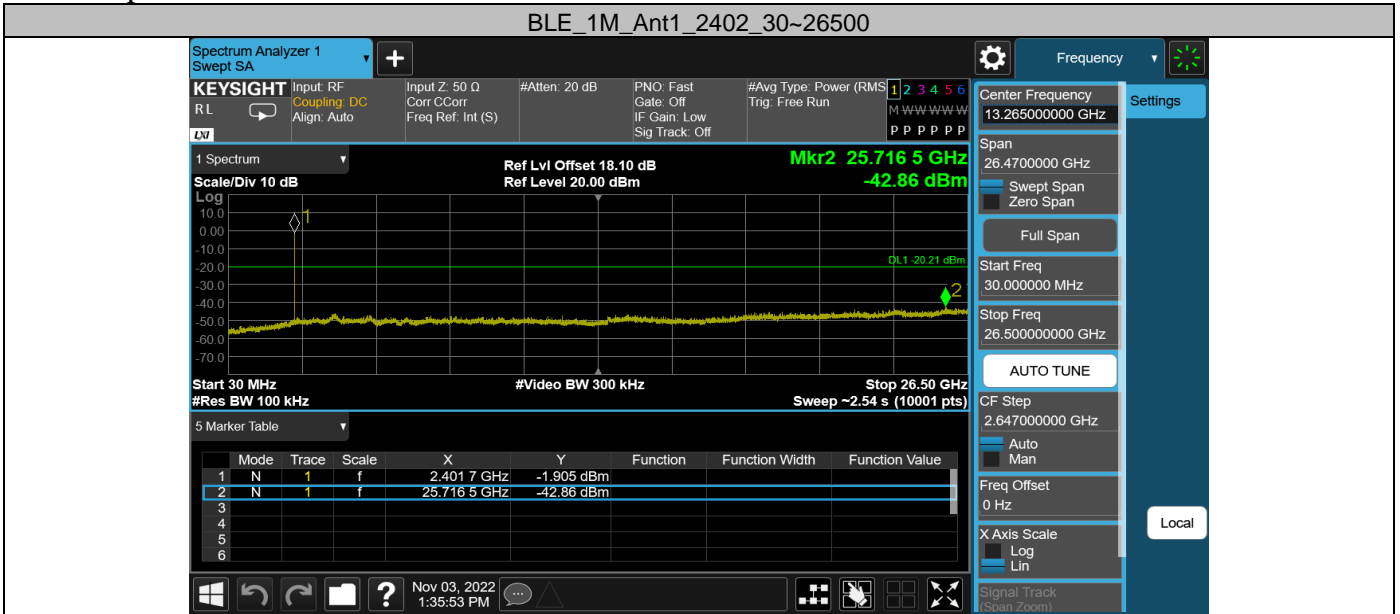 BLE_1M_Ant1_2402_30~26500
Spectrum Analyzer 1
Swept SA
+
Frequency
KEYSIGHT
RL
LXI
Input: RF
Coupling: DC
Align: Auto
Input Z: 50 Ω
Corr CCorr
Freq Ref: Int (S)
#Atten: 20 dB
PNO: Fast
Gate: Off
IF Gain: Low
Sig Track: Off
#Avg Type: Power (RMS
Trig: Free Run
1 2 3 4 5 6
M W W W W W
P P P P P P
1 Spectrum
Scale/Div 10 dB
Ref Lvl Offset 18.10 dB
Ref Level 20.00 dBm
Mkr2 25.716 5 GHz
-42.86 dBm
Log
10.0
0.00
-10.0
-20.0
-30.0
-40.0
-50.0
-60.0
-70.0
1
DL1 -20.21 dBm
2
Start 30 MHz
#Video BW 300 kHz
Stop 26.50 GHz
#Res BW 100 kHz
Sweep ~2.54 s (10001 pts)
5 Marker Table
Mode Trace Scale X Y Function Function Width Function Value
1 N 1 f 2.401 7 GHz -1.905 dBm
2 N 1 f 25.716 5 GHz -42.86 dBm
3
4
5
6
?
Nov 03, 2022
1:35:53 PM
Center Frequency
13.265000000 GHz
Settings
Span
26.4700000 GHz
Swept Span
Zero Span
Full Span
Start Freq
30.000000 MHz
Stop Freq
26.500000000 GHz
AUTO TUNE
CF Step
2.647000000 GHz
Auto
Man
Freq Offset
0 Hz
Local
X Axis Scale
Log
Lin
Signal Track
(Span Zoom)